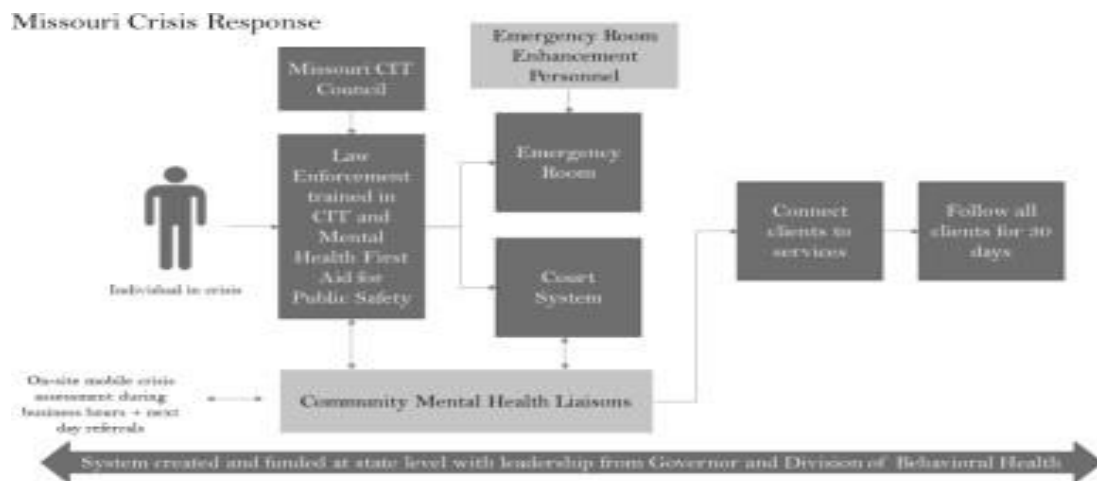 Missouri Crisis Response
Emergency Room
Enhancement
Personnel
Missouri CIT
Council
Law
Enforcement
trained in
CIT and
Mental
Health First
Aid for
Public Safety
Emergency
Room
Connect
clients to
services
Follow all
clients for 30
days
Individual in crisis
Court
System
On-site mobile crisis
assessment during
business hours + next
day referrals
Community Mental Health Liaisons
System created and funded at state level with leadership from Governor and Division of Behavioral Health